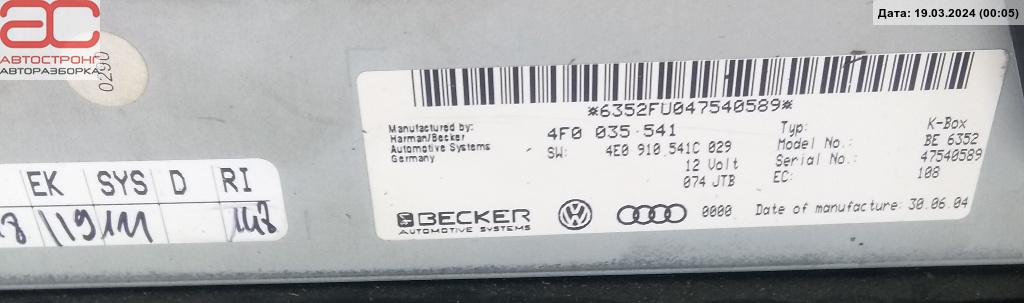 Дата: 19.03.2024 (00:05)
ac
АВТОСТРОНГ
АВТОРАЗБОРКА
0290
*6352FU047540589*
Manufactured by:
Harman/Becker
Automotive Systems
Germany
4F0 035 541
SW: 4E0 910 541C 029
12 Volt
074 JTB
Typ: K-Box
Model No.: BE 6352
Serial No.: 47540589
EC: 108
BECKER
AUTOMOTIVE SYSTEMS
0000 Date of manufacture: 30.06.04
EK SYS D RI